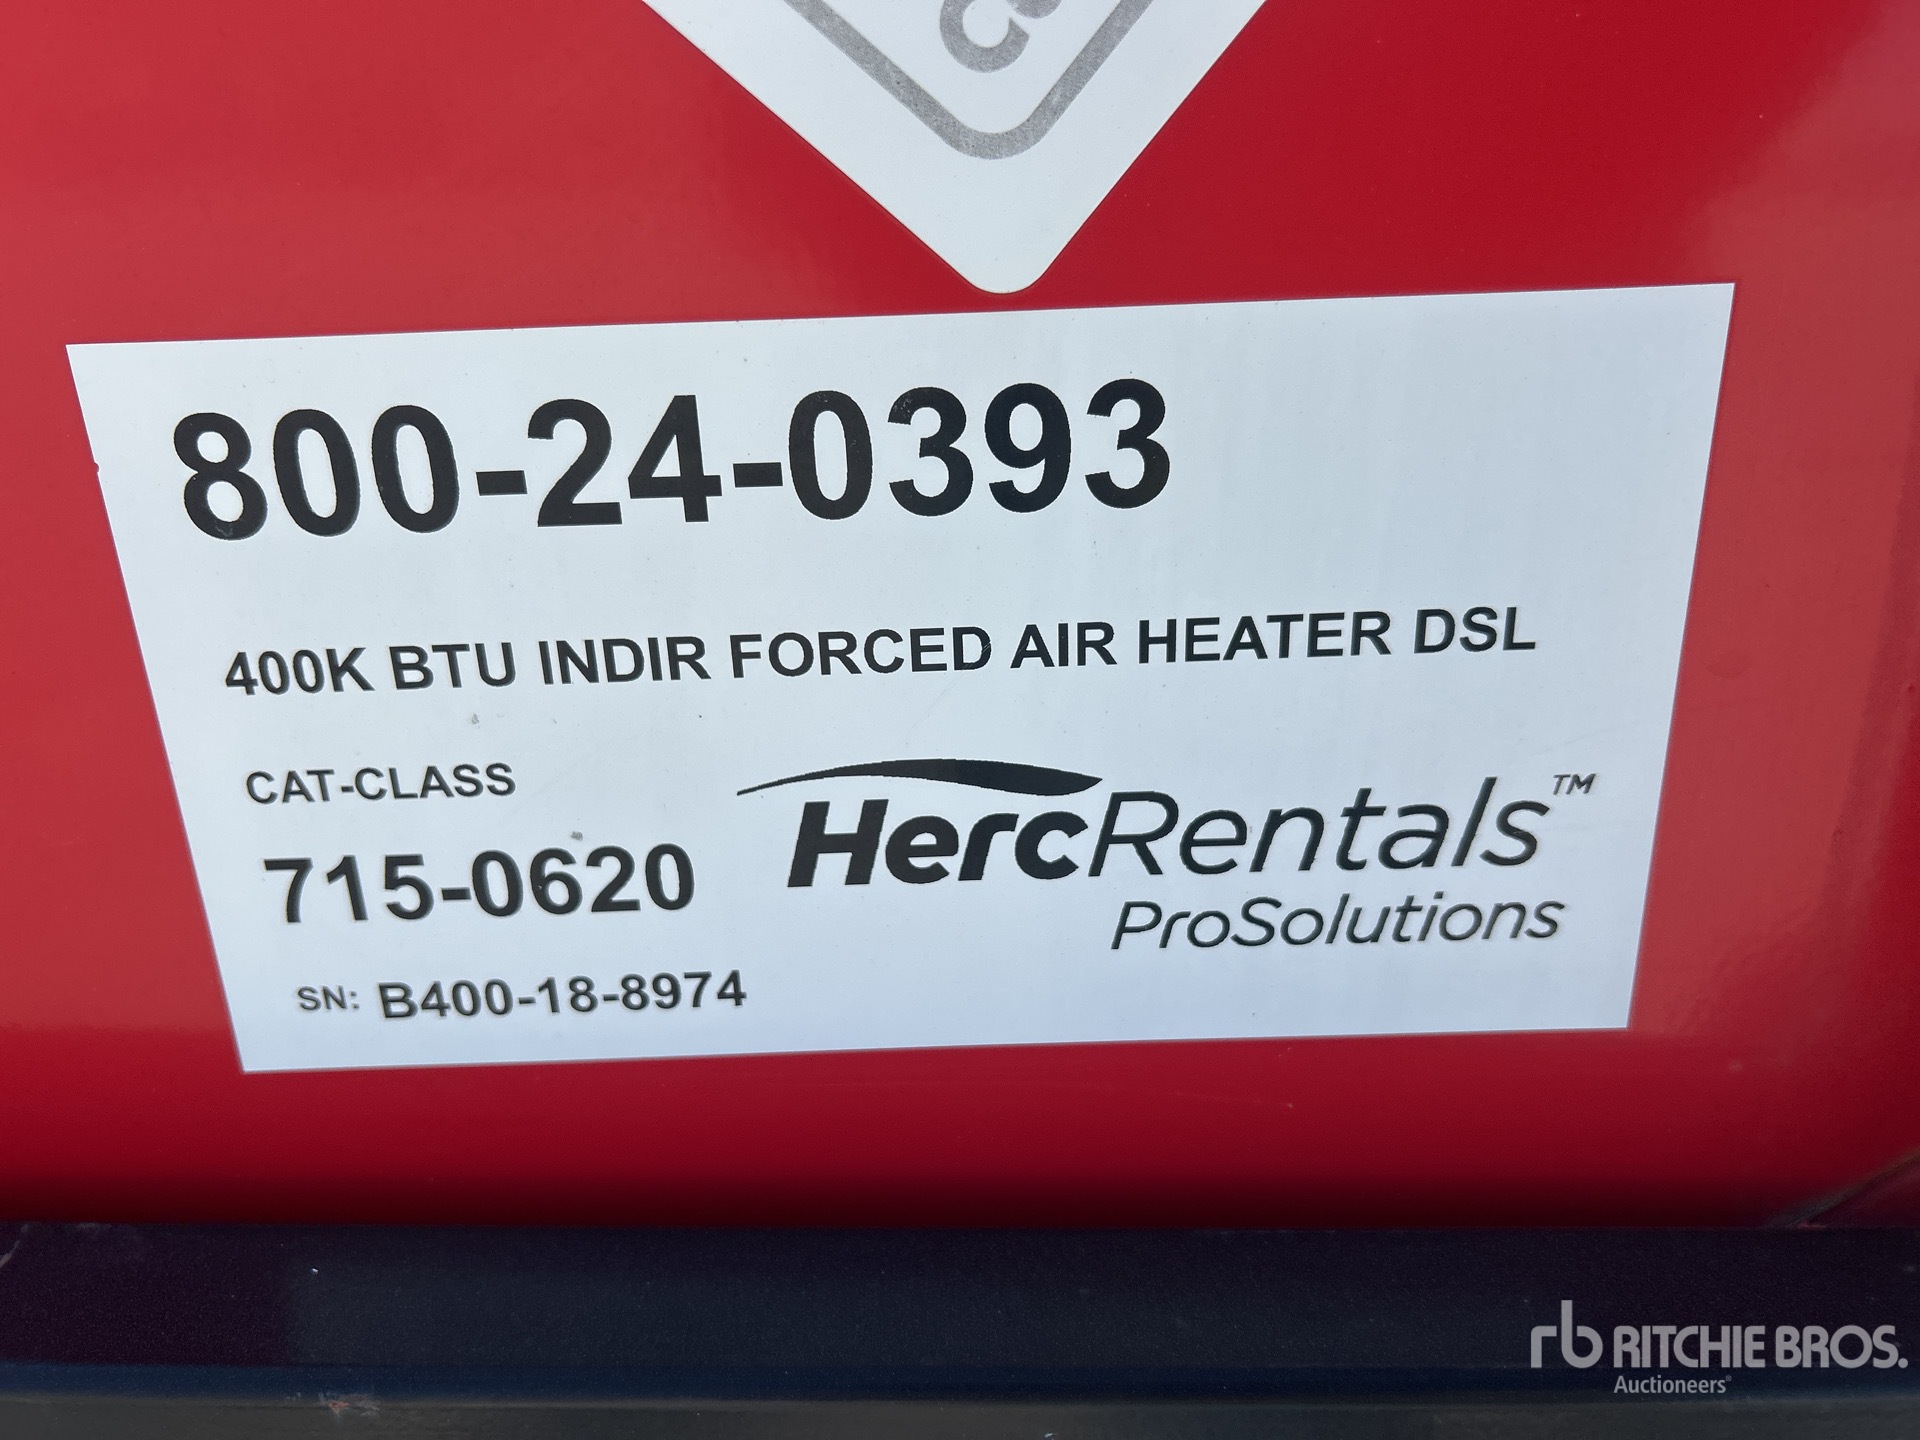 800-24-0393
400K BTU INDIR FORCED AIR HEATER DSL
CAT-CLASS
715-0620
HercRentals™
ProSolutions
SN: B400-18-8974
rb RITCHIE BROS.
Auctioneers®